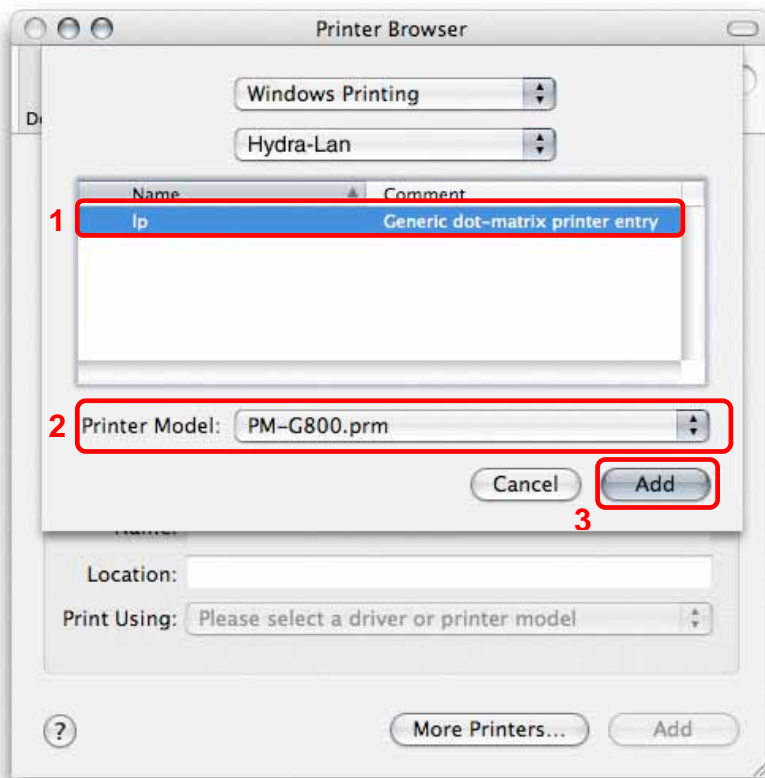 Printer Browser
Windows Printing
Hydra-Lan
Name Comment
1 lp Generic dot-matrix printer entry
2 Printer Model: PM-G800.prm
Cancel Add
3
Name:
Location:
Print Using: Please select a driver or printer model
? More Printers... Add